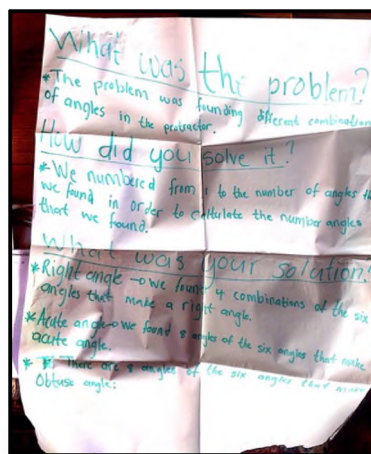 What was the problem?
*The problem was founding different combination
of angles in the protractor.
How did you solve it?
*We numbered from 1 to the number of angles th
we found in order to the number angles
that we found.
What was your solution?
*Right angle → we found 4 combinations of the six
angles that make a right angle.
*Acute angle → we found 8 angles of the six angles that make
acute angle.
* There are 8 angles of the six angles that
Obtuse angle: